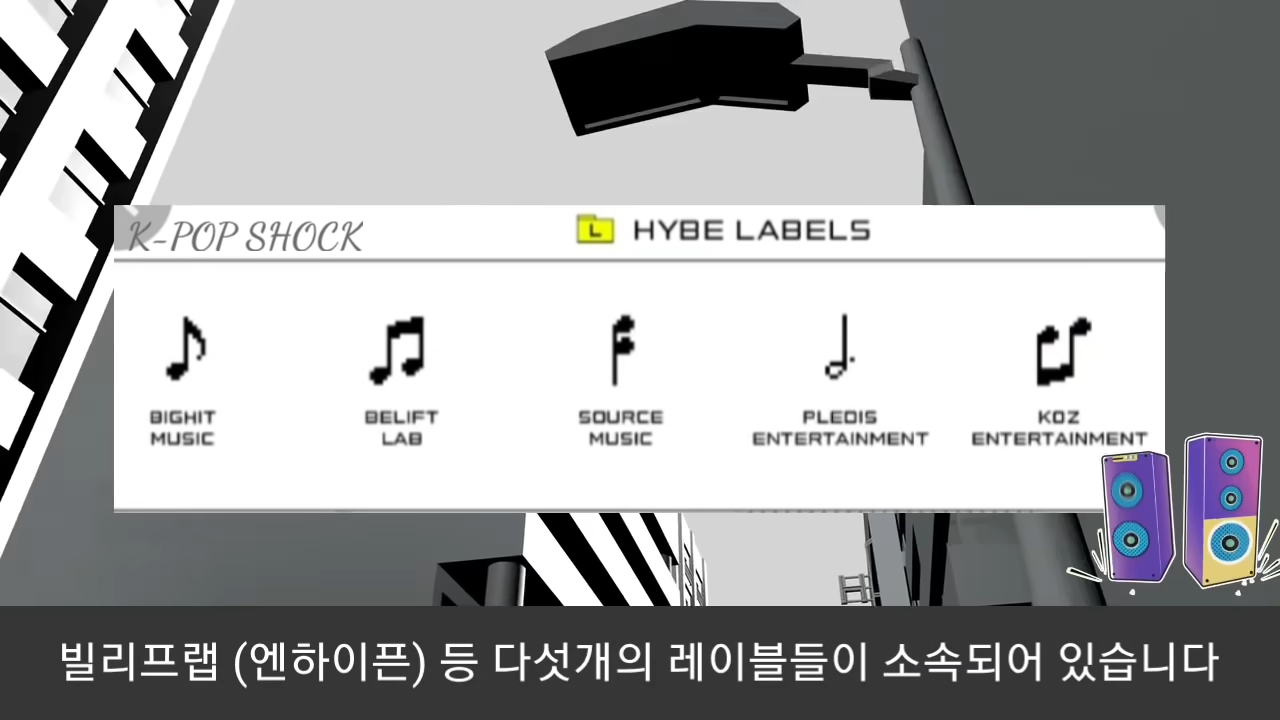 K-POP SHOCK
L HYBE LABELS
BIGHIT
MUSIC
BELIFT
LAB
SOURCE
MUSIC
PLEDIS
ENTERTAINMENT
KOZ
ENTERTAINMENT
빌리프랩 (엔하이픈) 등 다섯개의 레이블들이 소속되어 있습니다